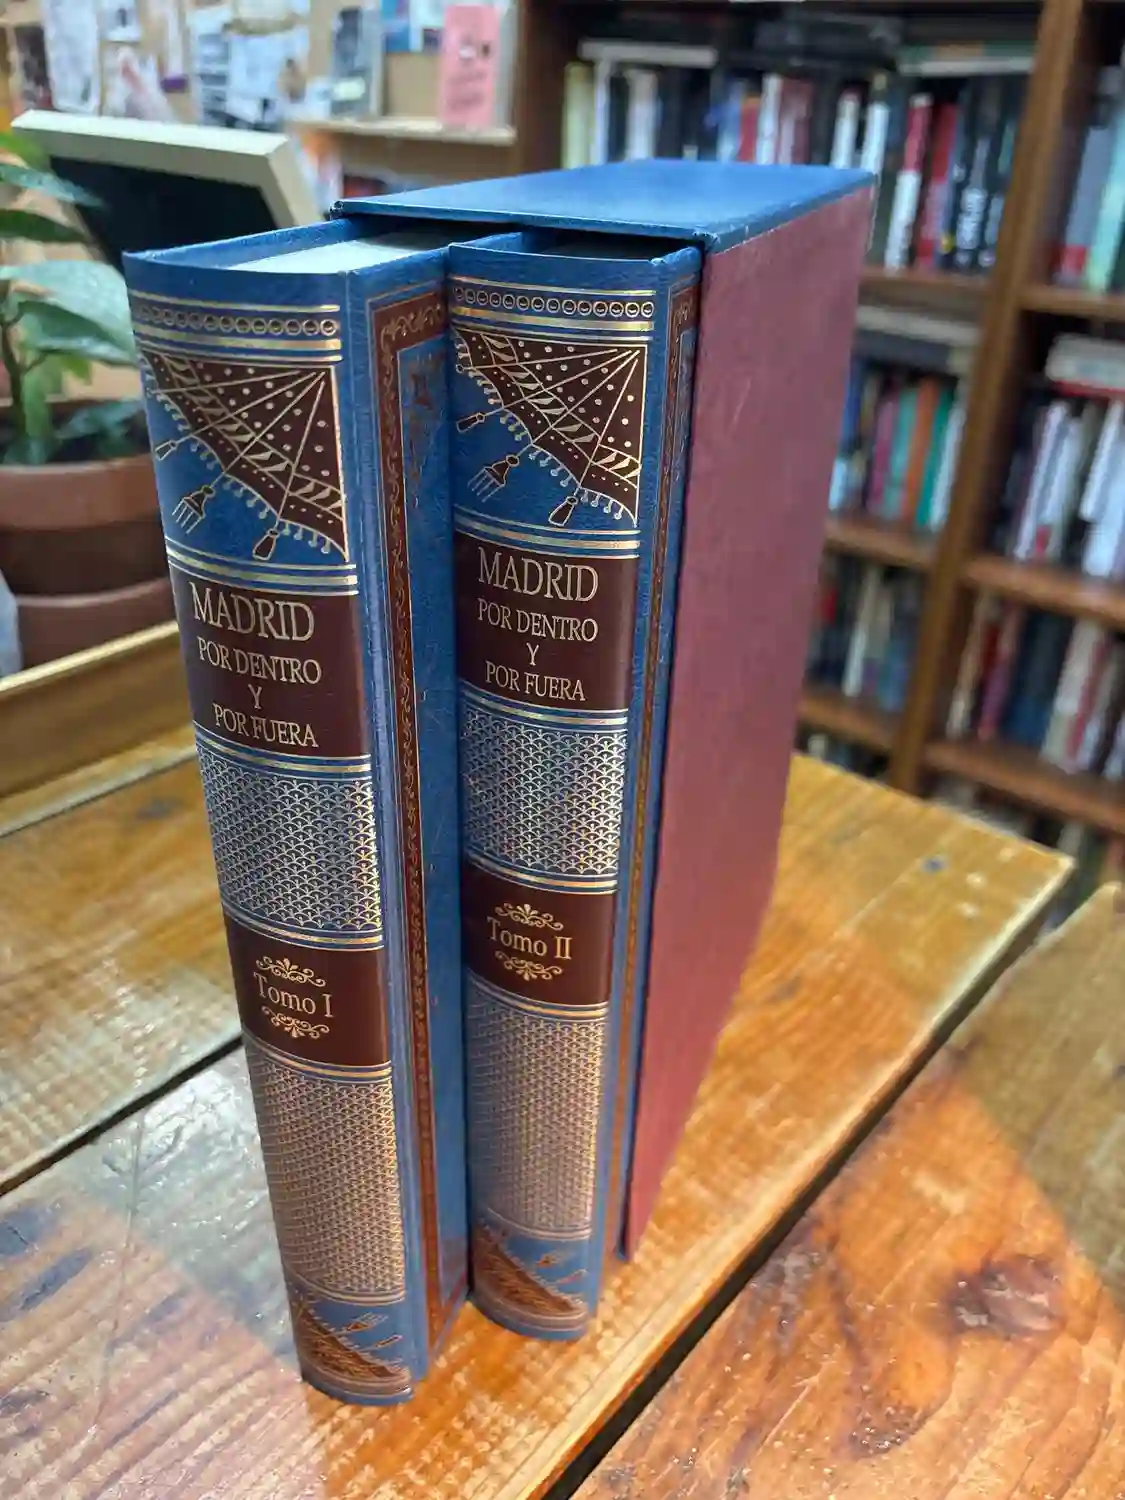 MADRID
POR DENTRO
Y
POR FUERA
Tomo I
MADRID
POR DENTRO
Y
POR FUERA
Tomo II